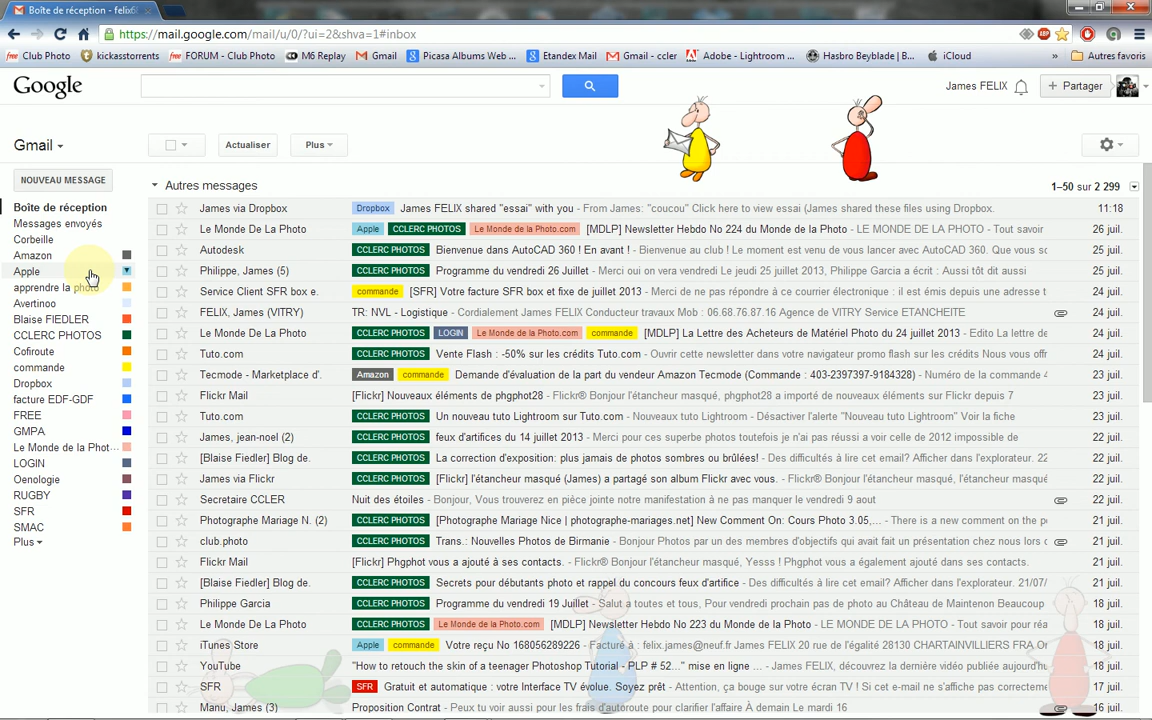 Boîte de réception - felix6
https://mail.google.com/mail/u/0/?ui=2&shva=1#inbox
Club Photo kickasstorrents FORUM - Club Photo M6 Replay Gmail Picasa Albums Web ... Etandex Mail Gmail - ccler Adobe - Lightroom ... Hasbro Beyblade | B... iCloud » Autres favoris
Google James FELIX + Partager
Gmail Actualiser Plus
NOUVEAU MESSAGE
Autres messages 1–50 sur 2 299
Boîte de réception
Messages envoyés
Corbeille
Amazon
Apple
apprendre la photo
Avertinoo
Blaise FIEDLER
CCLERC PHOTOS
Cofiroute
commande
Dropbox
facture EDF-GDF
FREE
GMPA
Le Monde de la Phot...
LOGIN
Oenologie
RUGBY
SFR
SMAC
Plus
James via Dropbox Dropbox James FELIX shared "essai" with you - From: James: "coucou" Click here to view essai (James shared these files using Dropbox. 11:18
Le Monde De La Photo Apple CCLERC PHOTOS Le Monde de la Photo.com [MDLP] Newsletter Hebdo No 224 du Monde de la Photo - LE MONDE DE LA PHOTO - Tout savoir 26 juil.
Autodesk CCLERC PHOTOS Bienvenue dans AutoCAD 360 ! En avant ! - Bienvenue au club ! Le moment est venu de vous lancer avec AutoCAD 360. Que vous sc 25 juil.
Philippe, James (5) CCLERC PHOTOS Programme du vendredi 26 Juillet - Merci oui on verra vendredi Le jeudi 25 juillet 2013, Philippe Garcia a écrit : Aussi tôt dit aussi 25 juil.
Service Client SFR box e. commande [SFR] Votre facture SFR box et fixe de juillet 2013 - Merci de ne pas répondre à ce courrier électronique : il est émis depuis une adresse t 24 juil.
FELIX, James (VITRY) TR: NVL - Logistique - Cordialement James FELIX Conducteur travaux Mob : 06.68.76.87.16 Agence de VITRY Service ETANCHEITE 24 juil.
Le Monde De La Photo CCLERC PHOTOS LOGIN Le Monde de la Photo.com commande [MDLP] La Lettre des Acheteurs de Matériel Photo du 24 juillet 2013 - Edito La lettre de 24 juil.
Tuto.com CCLERC PHOTOS Vente Flash : -50% sur les crédits Tuto.com - Ouvrir cette newsletter dans votre navigateur promo flash sur les crédits Nous vous offr 24 juil.
Tecmode - Marketplace d'. Amazon commande Demande d'évaluation de la part du vendeur Amazon Tecmode (Commande : 403-2397397-9184328) - Numéro de la commande 4 23 juil.
Flickr Mail [Flickr] Nouveaux éléments de phgphot28 - Flickr® Bonjour l'étancheur masqué, phgphot28 a importé de nouveaux éléments sur Flickr depuis 7 23 juil.
Tuto.com CCLERC PHOTOS Un nouveau tuto Lightroom sur Tuto.com - Nouveaux tuto Lightroom - Désactiver l'alerte "Nouveau tuto Lightroom" Voir la fiche 23 juil.
James, jean-noel (2) CCLERC PHOTOS feux d'artifices du 14 juillet 2013 - Merci pour ces superbe photos toutefois je n'ai pas réussi a voir celle de 2012 impossible de 22 juil.
[Blaise Fiedler] Blog de. CCLERC PHOTOS La correction d'exposition: plus jamais de photos sombres ou brûlées! - Des difficultés à lire cet email? Afficher dans l'explorateur. 22 22 juil.
James via Flickr CCLERC PHOTOS [Flickr] l'étancheur masqué (James) a partagé son album Flickr avec vous. - Flickr® Bonjour, l'étancheur masqué, l'étancheur masqué 22 juil.
Secretaire CCLER Nuit des étoiles - Bonjour, Vous trouverez en pièce jointe notre manifestation à ne pas manquer le vendredi 9 aout 22 juil.
Photographe Mariage N. (2) CCLERC PHOTOS [Photographe Mariage Nice | photographe-mariages.net] New Comment On: Cours Photo 3.05,... - There is a new comment on the pc 21 juil.
club.photo CCLERC PHOTOS Trans.: Nouvelles Photos de Birmanie - Bonjour Photos par un des membres d'objectifs qui avait fait un présentation chez nous lors c 21 juil.
Flickr Mail [Flickr] Phgphot vous a ajouté à ses contacts. - Flickr® Bonjour l'étancheur masqué, Yesss ! Phgphot vous a également ajouté dans ses contacts. 21 juil.
[Blaise Fiedler] Blog de. CCLERC PHOTOS Secrets pour débutants photo et rappel du concours feux d'artifice - Des difficultés à lire cet email? Afficher dans l'explorateur. 21/07/ 21 juil.
Philippe Garcia CCLERC PHOTOS Programme du vendredi 19 Juillet - Salut a toutes et tous, Pour vendredi prochain pas de photo au Château de Maintenon Beaucoup 18 juil.
Le Monde De La Photo CCLERC PHOTOS Le Monde de la Photo.com [MDLP] Newsletter Hebdo No 223 du Monde de la Photo - LE MONDE DE LA PHOTO - Tout savoir 18 juil.
iTunes Store Apple commande Votre reçu No 168056289226 - Facturé à : felix.james@neuf.fr James FELIX 20 rue de l'égalité 28130 CHARTAINVILLIERS FRA Or 18 juil.
YouTube "How to retouch the skin of a teenager Photoshop Tutorial - PLP # 52..." mise en ligne ... - James FELIX, découvrez la dernière vidéo publiée aujourd'hu 18 juil.
SFR SFR Gratuit et automatique : votre Interface TV évolue. Soyez prêt - Attention, ça bouge sur votre écran TV ! Si cet e-mail ne s'affiche pas correcteme 17 juil.
Manu, James (3) Proposition Contrat - Peux tu voir aussi pour les frais d'autoroute pour clarifier l'affaire À demain Le mardi 16 16 juil.